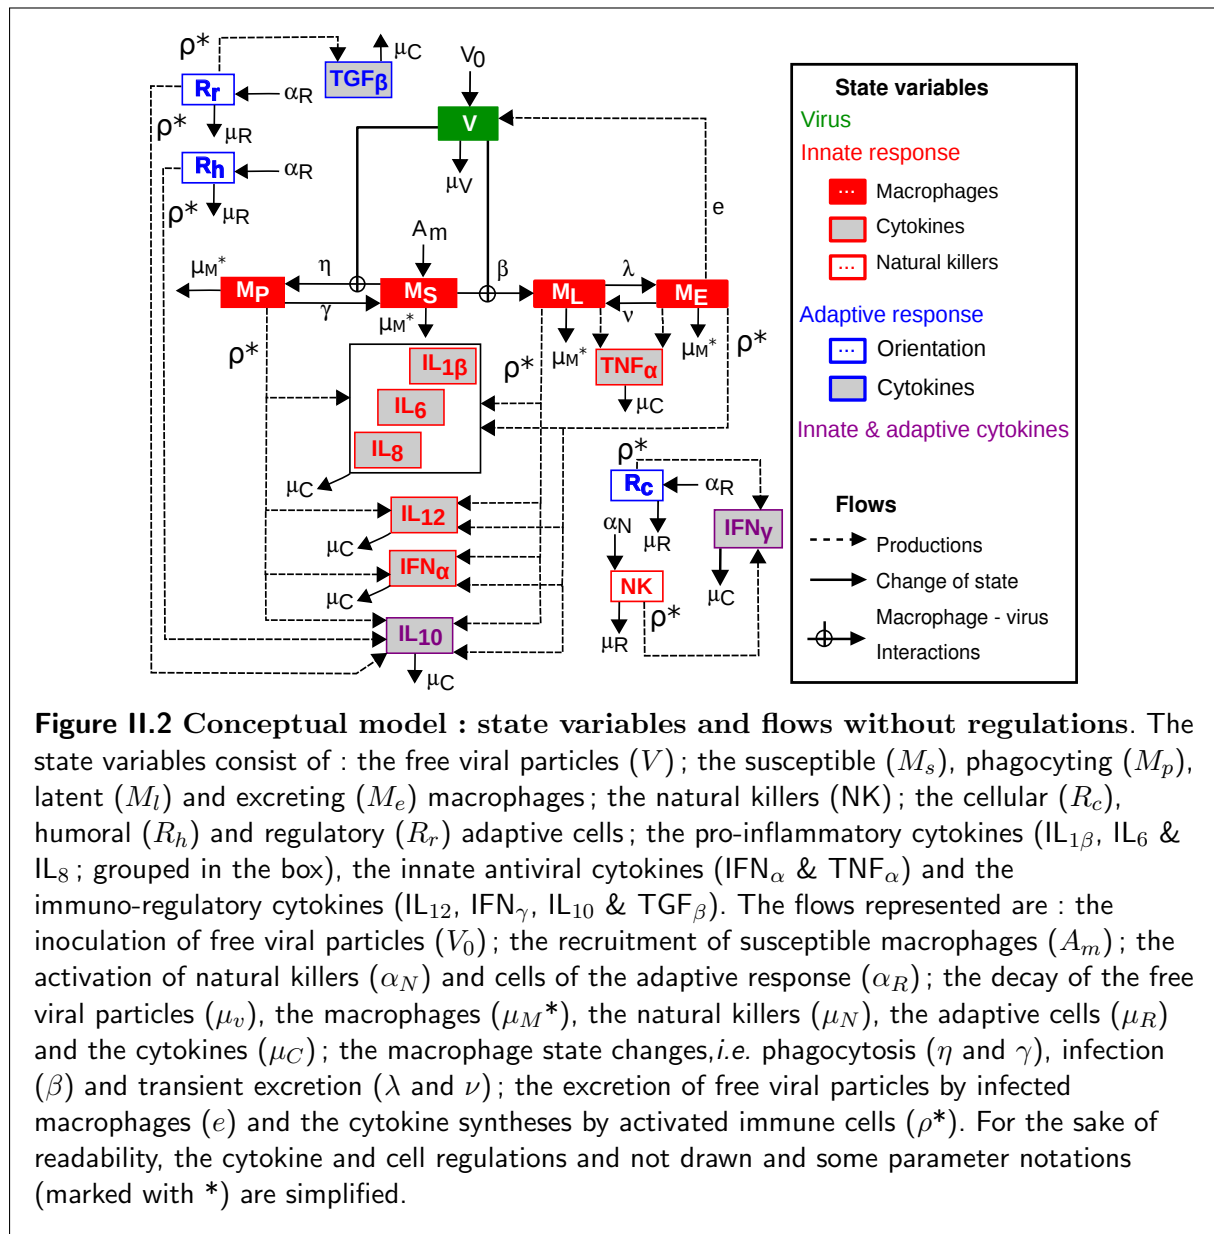 ρ*
TGFβ
μC
V0
Rr
αR
ρ*
μR
V
μV
Rh
αR
ρ*
μR
e
Am
μM*
MP
η
γ
MS
β
ML
λ
ν
ME
μM*
μM*
μM*
ρ*
ρ*
ρ*
IL1β
IL6
IL8
TNFα
μC
μC
IL12
μC
IFNα
μC
IL10
μC
ρ*
Rc
αR
μR
αN
NK
μR
ρ*
IFNγ
μC
State variables
Virus
Innate response
... Macrophages
Cytokines
... Natural killers
Adaptive response
... Orientation
Cytokines
Innate & adaptive cytokines
Flows
Productions
Change of state
Macrophage - virus
Interactions
Figure II.2 Conceptual model : state variables and flows without regulations. The
state variables consist of : the free viral particles (V) ; the susceptible (Ms), phagocyting (Mp),
latent (Ml) and excreting (Me) macrophages ; the natural killers (NK) ; the cellular (Rc),
humoral (Rh) and regulatory (Rr) adaptive cells ; the pro-inflammatory cytokines (IL1β, IL6 &
IL8 ; grouped in the box), the innate antiviral cytokines (IFNα & TNFα) and the
immuno-regulatory cytokines (IL12, IFNγ, IL10 & TGFβ). The flows represented are : the
inoculation of free viral particles (V0) ; the recruitment of susceptible macrophages (Am) ; the
activation of natural killers (αN) and cells of the adaptive response (αR) ; the decay of the free
viral particles (μv), the macrophages (μM*), the natural killers (μN), the adaptive cells (μR)
and the cytokines (μC) ; the macrophage state changes,i.e. phagocytosis (η and γ), infection
(β) and transient excretion (λ and ν) ; the excretion of free viral particles by infected
macrophages (e) and the cytokine syntheses by activated immune cells (ρ*). For the sake of
readability, the cytokine and cell regulations and not drawn and some parameter notations
(marked with *) are simplified.